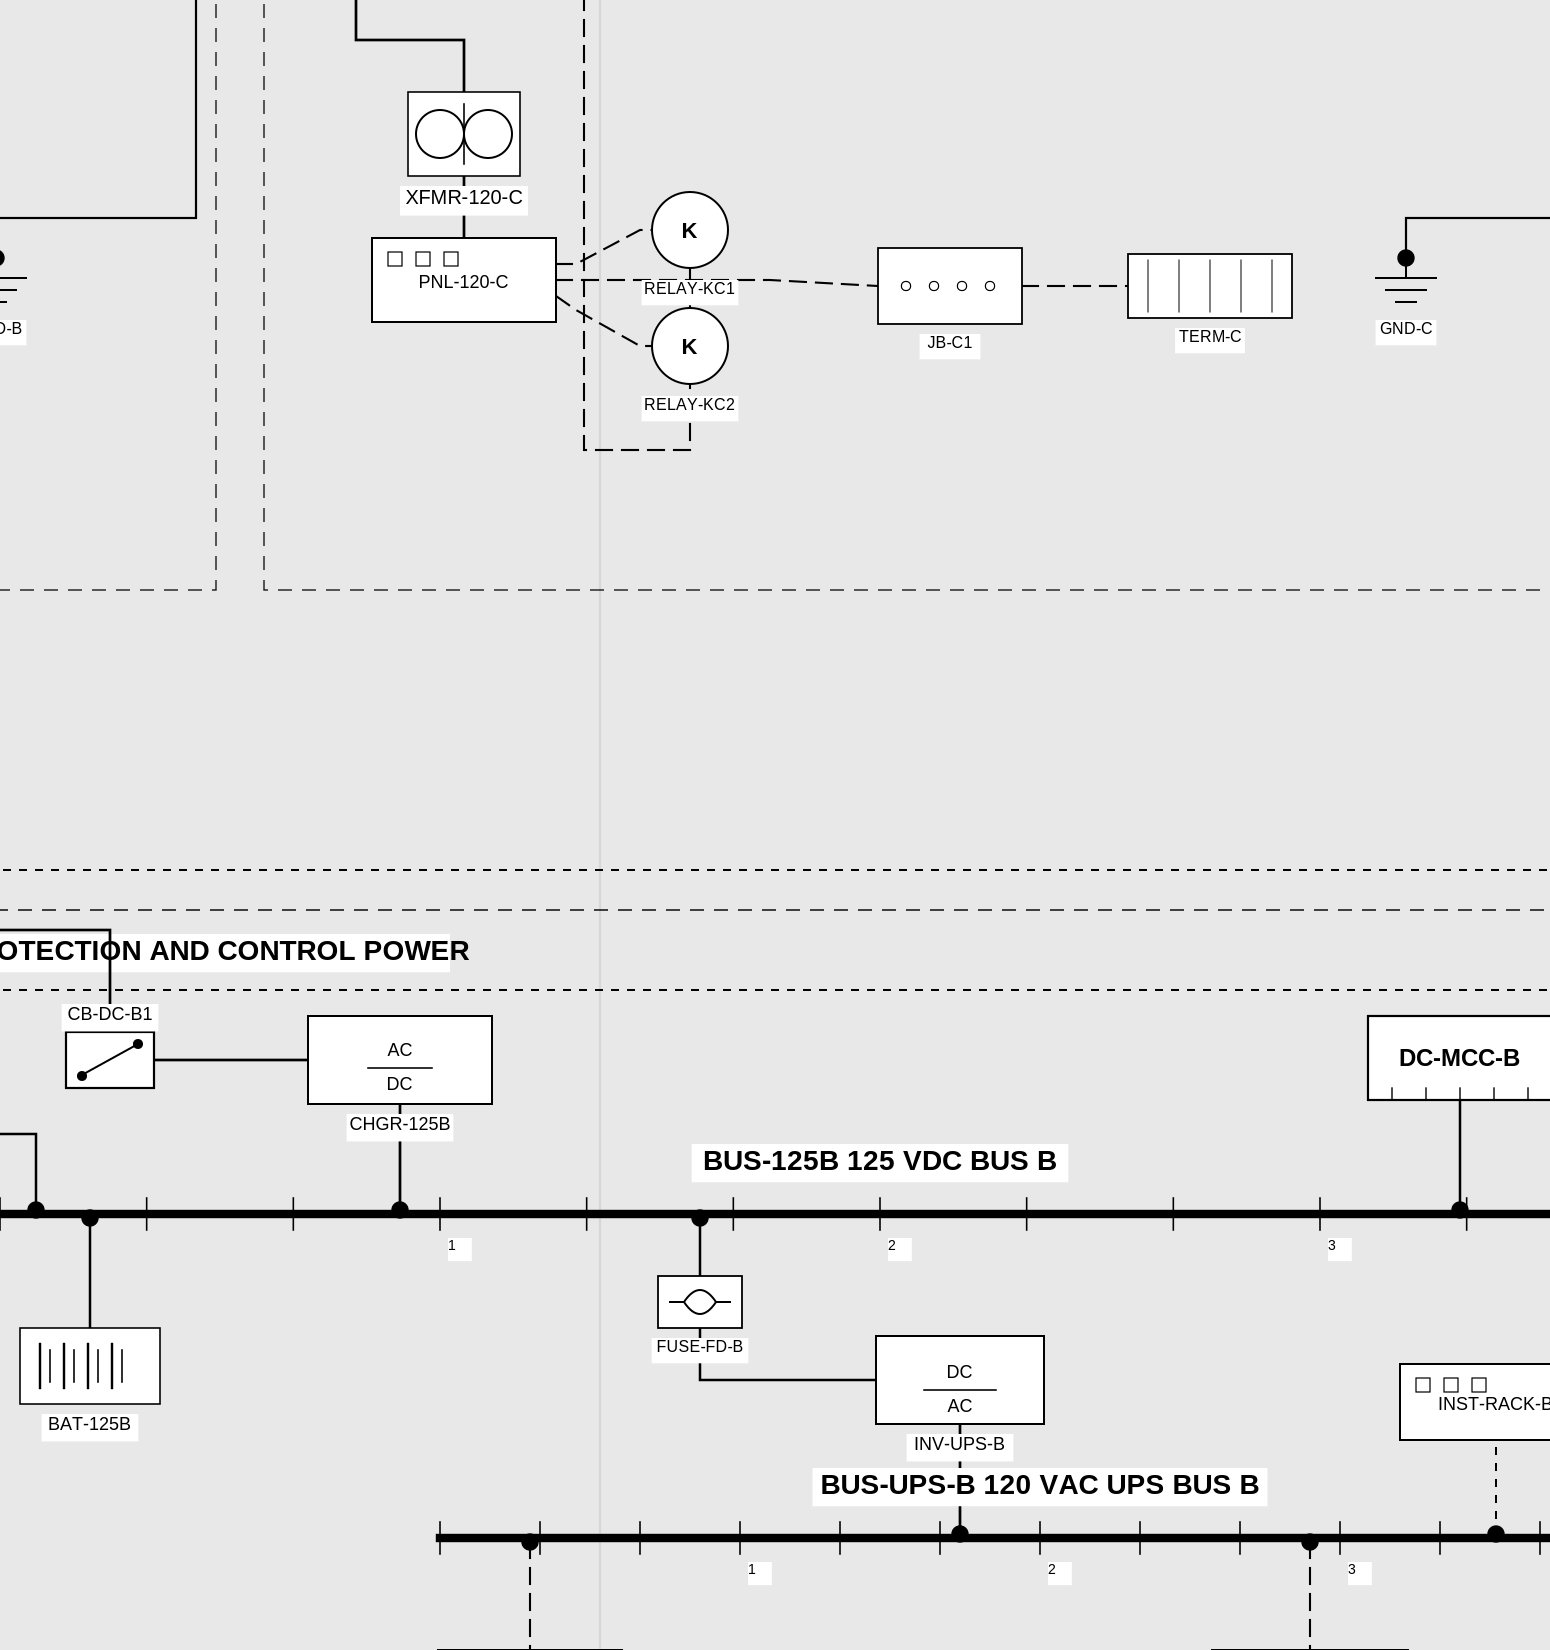 XFMR-120-C
K
PNL-120-C
RELAY-KC1
D-B
GND-C
TERM-C
JB-C1
K
RELAY-KC2
OTECTION AND CONTROL POWER
CB-DC-B1
AC
DC
DC-MCC-B
CHGR-125B
BUS-125B 125 VDC BUS B
1
2
3
FUSE-FD-B
DC
AC
INST-RACK-B
BAT-125B
INV-UPS-B
BUS-UPS-B 120 VAC UPS BUS B
1
2
3